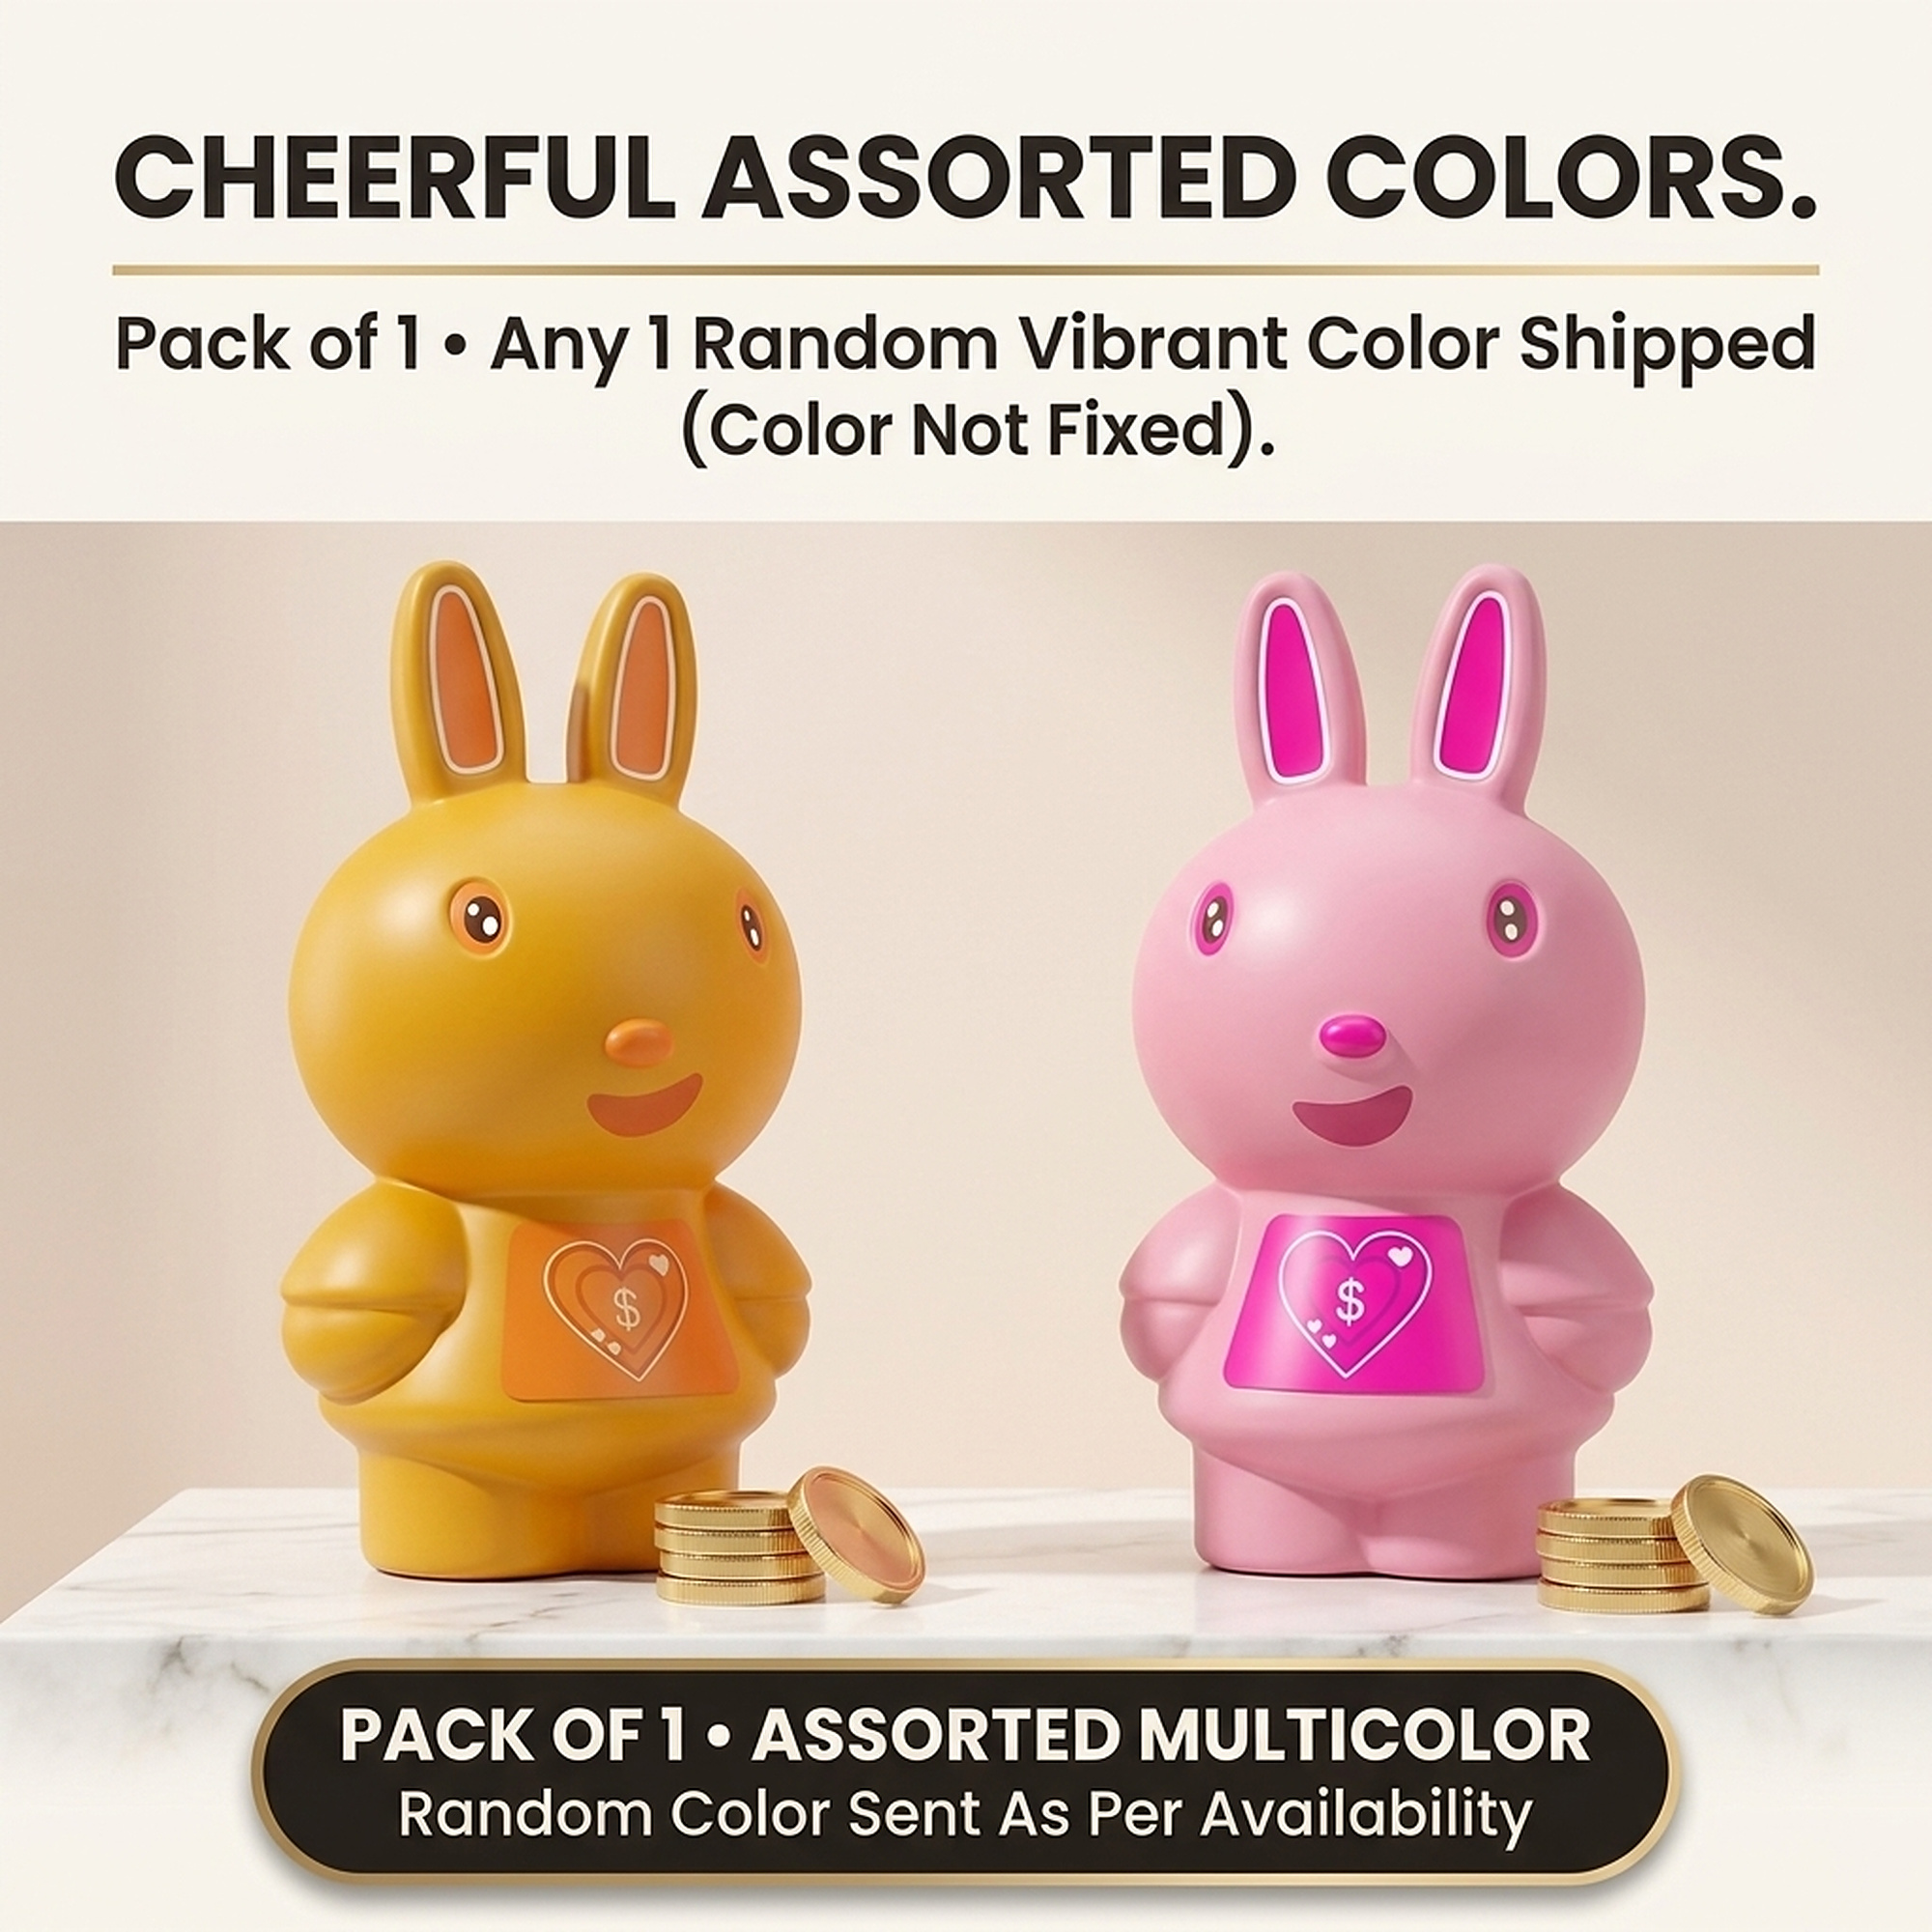 CHEERFUL ASSORTED COLORS.
Pack of 1 • Any 1 Random Vibrant Color Shipped
(Color Not Fixed).
$
$
PACK OF 1 • ASSORTED MULTICOLOR
Random Color Sent As Per Availability